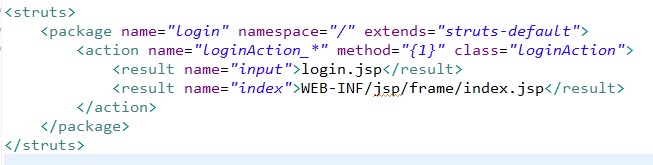 <struts>
    <package name="login" namespace="/" extends="struts-default">
        <action name="loginAction_*" method="{1}" class="loginAction">
            <result name="input">login.jsp</result>
            <result name="index">WEB-INF/jsp/frame/index.jsp</result>
        </action>
    </package>
</struts>